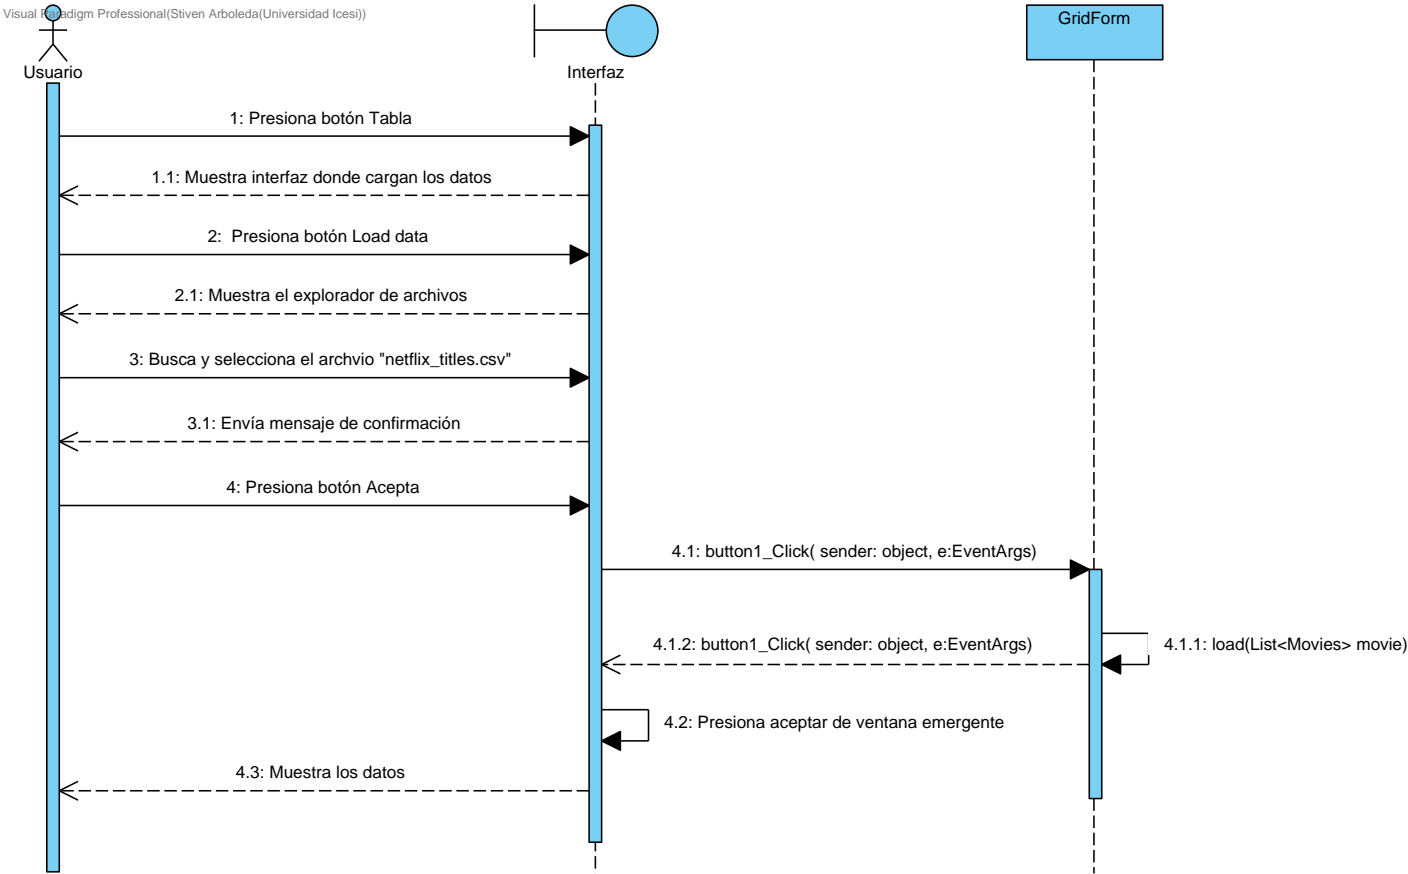 Visual Paradigm Professional(Stiven Arboleda(Universidad Icesi))
GridForm
Usuario
Interfaz
1: Presiona botón Tabla
1.1: Muestra interfaz donde cargan los datos
2:  Presiona botón Load data
2.1: Muestra el explorador de archivos
3: Busca y selecciona el archvio "netflix_titles.csv"
3.1: Envía mensaje de confirmación
4: Presiona botón Acepta
4.1: button1_Click( sender: object, e:EventArgs)
4.1.2: button1_Click( sender: object, e:EventArgs)
4.1.1: load(List<Movies> movie)
4.2: Presiona aceptar de ventana emergente
4.3: Muestra los datos